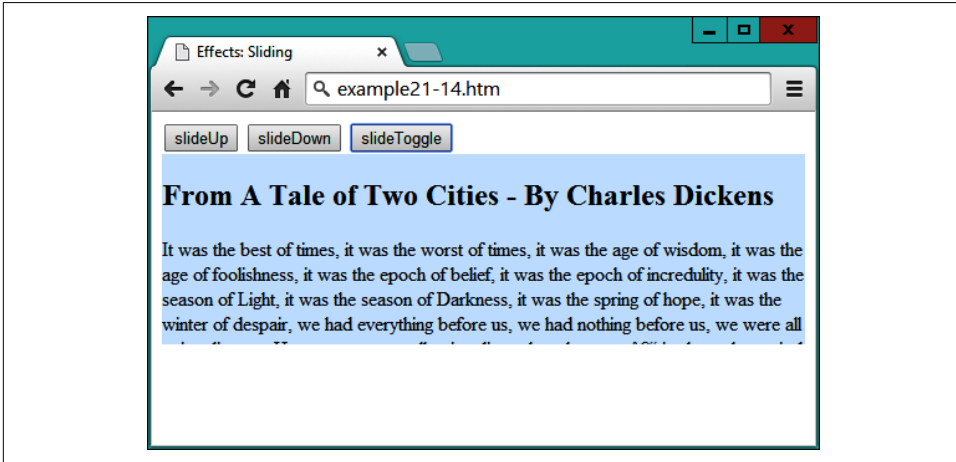 Effects: Sliding
example21-14.htm
slideUp slideDown slideToggle
From A Tale of Two Cities - By Charles Dickens
It was the best of times, it was the worst of times, it was the age of wisdom, it was the
age of foolishness, it was the epoch of belief, it was the epoch of incredulity, it was the
season of Light, it was the season of Darkness, it was the spring of hope, it was the
winter of despair, we had everything before us, we had nothing before us, we were all